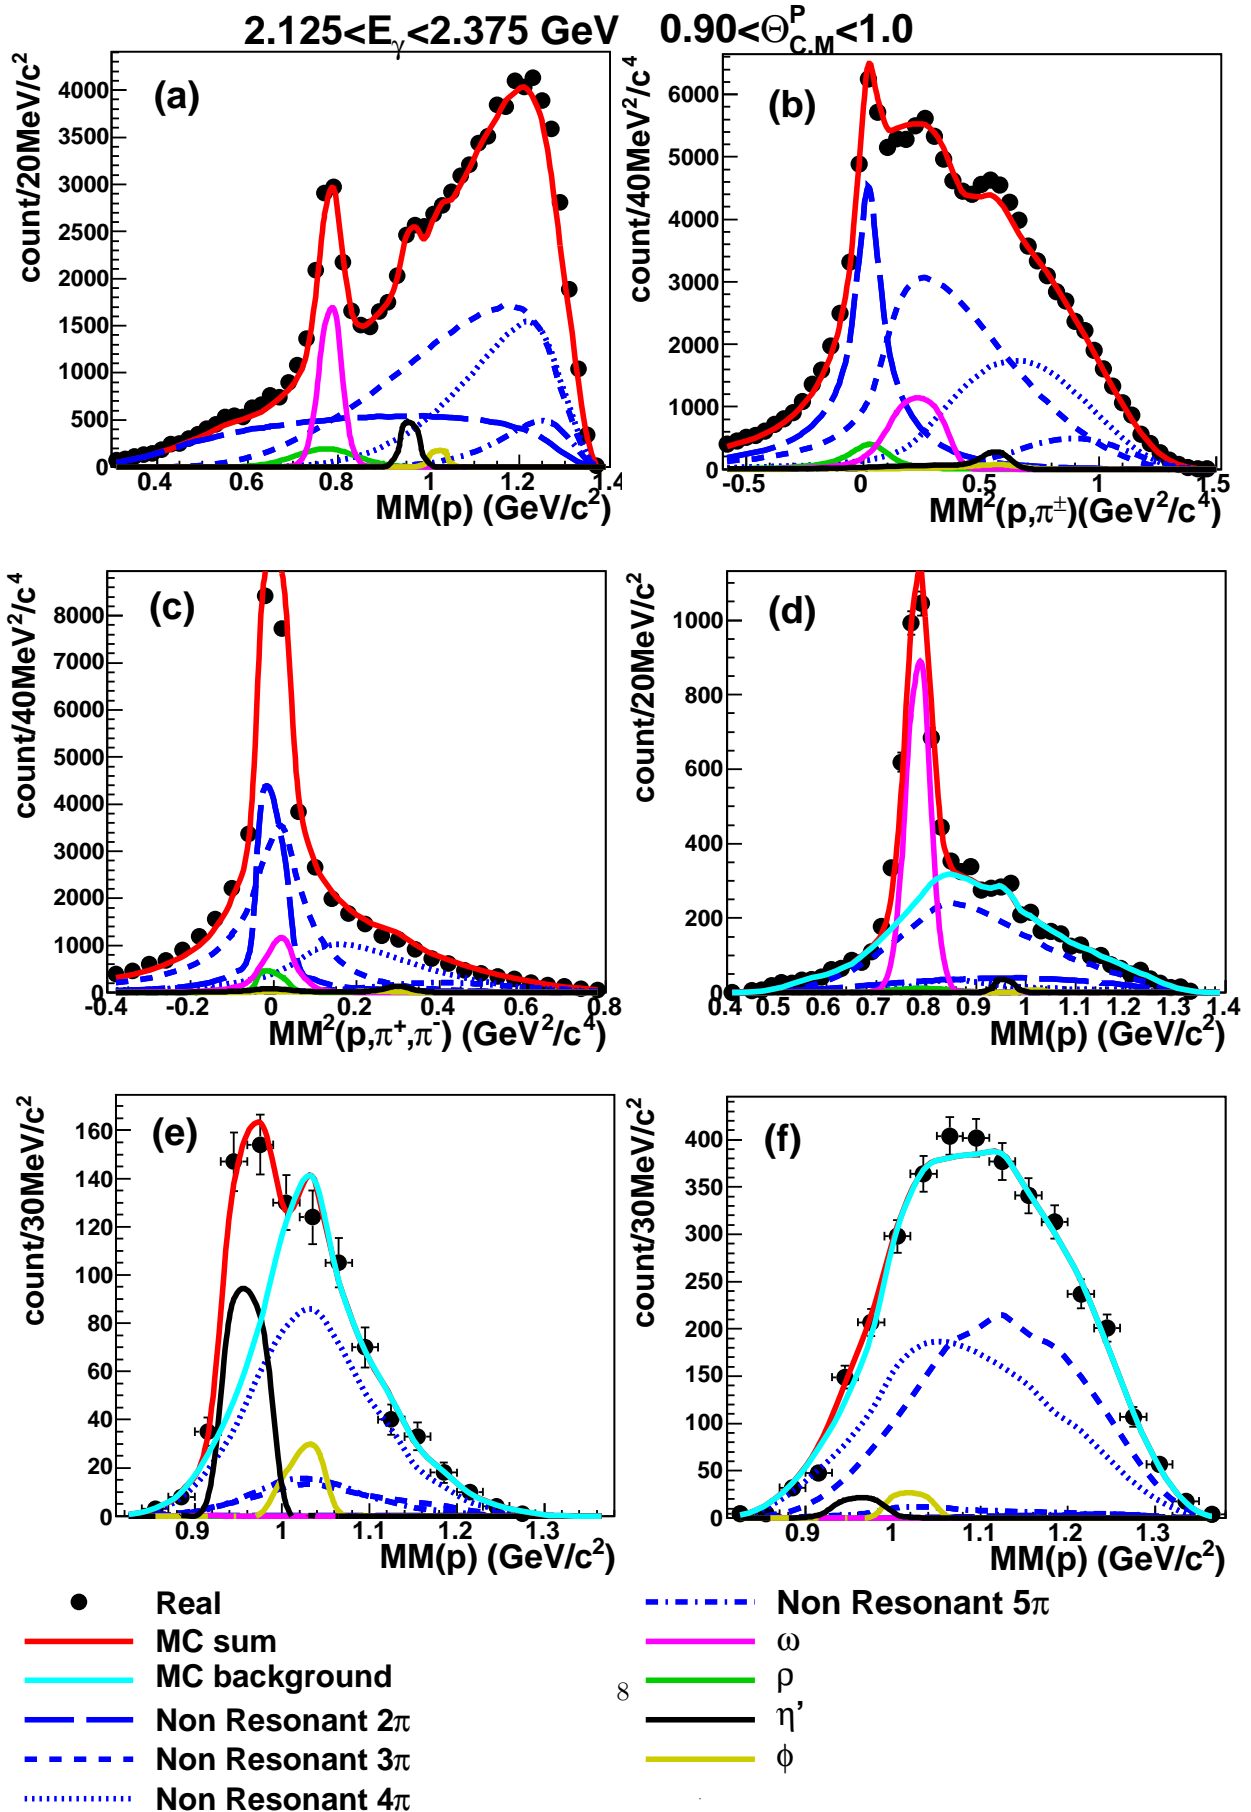 2.125<Eγ<2.375 GeV 0.90<Θ^P_C.M<1.0
(a)
count/20MeV/c²
4000
3500
3000
2500
2000
1500
1000
500
0
0.4 0.6 0.8 1 1.2 1.4
MM(p) (GeV/c²)
(b)
count/40MeV²/c⁴
6000
5000
4000
3000
2000
1000
0
-0.5 0 0.5 1 1.5
MM²(p,π±)(GeV²/c⁴)
(c)
count/40MeV²/c⁴
8000
7000
6000
5000
4000
3000
2000
1000
0
-0.4 -0.2 0 0.2 0.4 0.6 0.8
MM²(p,π⁺,π⁻) (GeV²/c⁴)
(d)
count/20MeV/c²
1000
800
600
400
200
0
0.4 0.5 0.6 0.7 0.8 0.9 1 1.1 1.2 1.3 1.4
MM(p) (GeV/c²)
(e)
count/30MeV/c²
160
140
120
100
80
60
40
20
0
0.9 1 1.1 1.2 1.3
MM(p) (GeV/c²)
(f)
count/30MeV/c²
400
350
300
250
200
150
100
50
0
0.9 1 1.1 1.2 1.3
MM(p) (GeV/c²)
Real
MC sum
MC background
Non Resonant 2π
Non Resonant 3π
Non Resonant 4π
Non Resonant 5π
ω
ρ
η’
ϕ
8